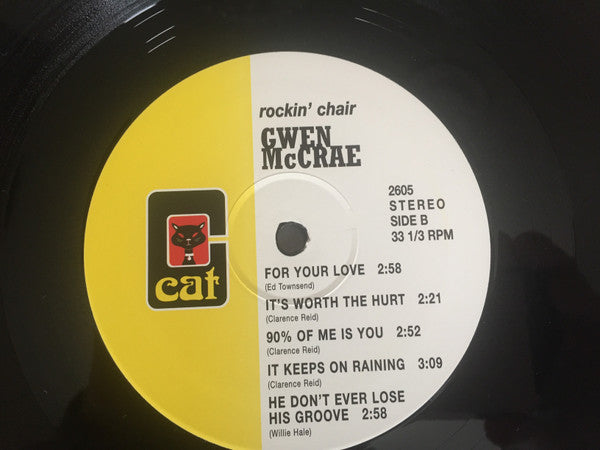 rockin' chair
GWEN
McCRAE
2605
STEREO
SIDE B
33 1/3 RPM
cat
FOR YOUR LOVE 2:58
(Ed Townsend)
IT'S WORTH THE HURT 2:21
(Clarence Reid)
90% OF ME IS YOU 2:52
(Clarence Reid)
IT KEEPS ON RAINING 3:09
(Clarence Reid)
HE DON'T EVER LOSE
HIS GROOVE 2:58
(Willie Hale)